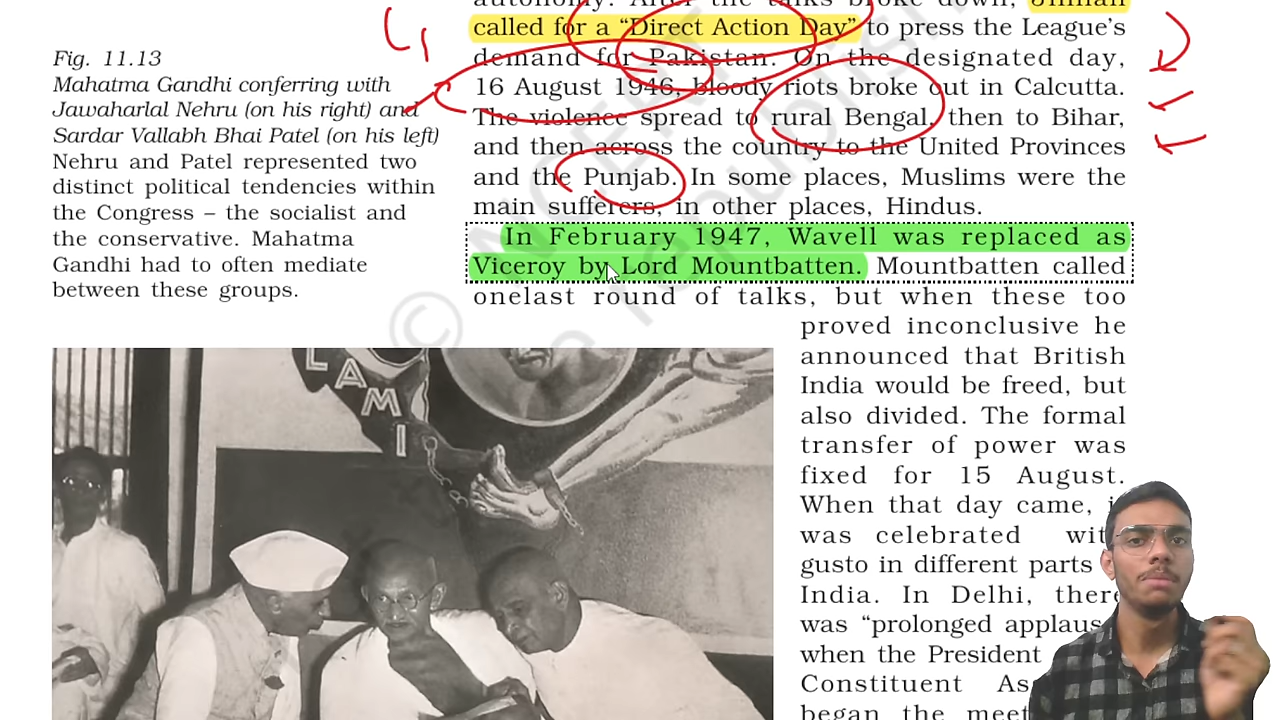 autonomy. After the talks broke down, Jinnah
called for a “Direct Action Day” to press the League’s
demand for Pakistan. On the designated day,
16 August 1946, bloody riots broke out in Calcutta.
The violence spread to rural Bengal, then to Bihar,
and then across the country to the United Provinces
and the Punjab. In some places, Muslims were the
main sufferers, in other places, Hindus.
In February 1947, Wavell was replaced as
Viceroy by Lord Mountbatten. Mountbatten called
onelast round of talks, but when these too
proved inconclusive he
announced that British
India would be freed, but
also divided. The formal
transfer of power was
fixed for 15 August.
When that day came,
was celebrated
gusto in different parts
India. In Delhi,
was “prolonged
when the President
Constituent
began the
Fig. 11.13
Mahatma Gandhi conferring with
Jawaharlal Nehru (on his right) and
Sardar Vallabh Bhai Patel (on his left)
Nehru and Patel represented two
distinct political tendencies within
the Congress – the socialist and
the conservative. Mahatma
Gandhi had to often mediate
between these groups.
LAMI
© NCERT